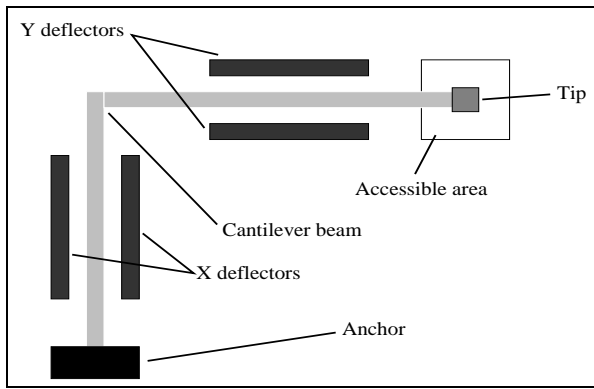 Y deflectors
Tip
Accessible area
Cantilever beam
X deflectors
Anchor